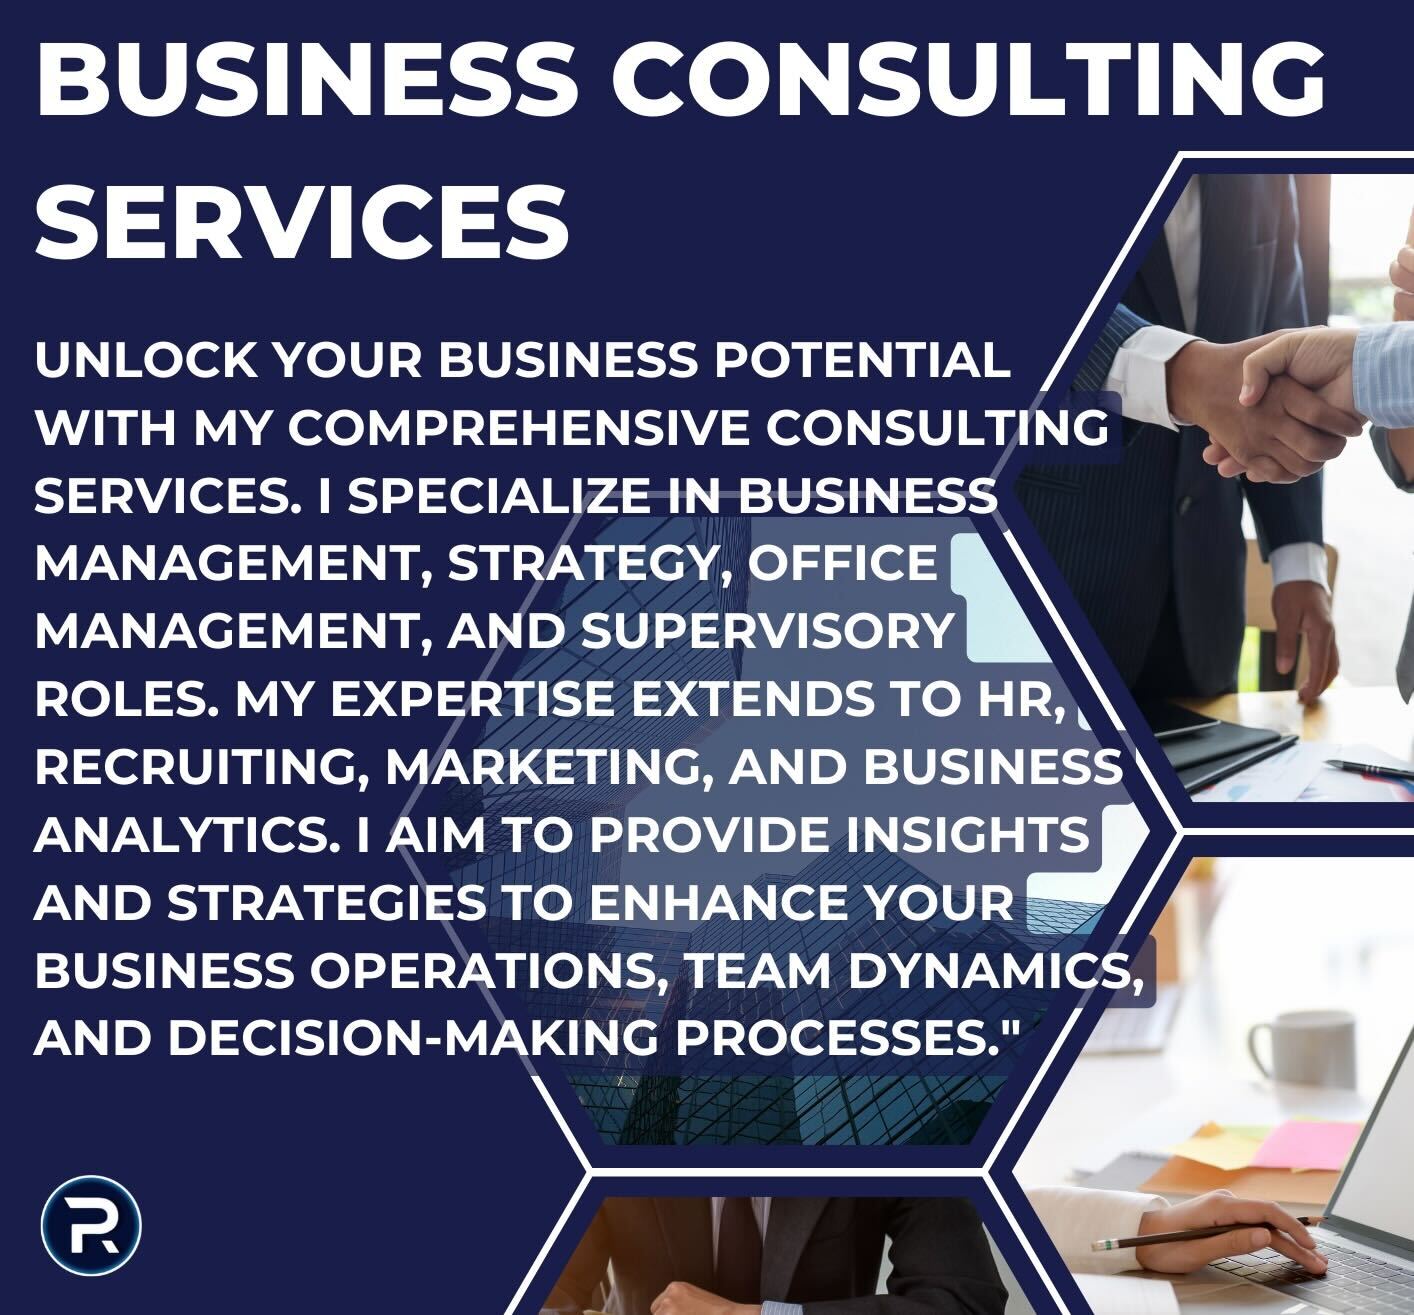 BUSINESS CONSULTING
SERVICES
UNLOCK YOUR BUSINESS POTENTIAL
WITH MY COMPREHENSIVE CONSULTING
SERVICES. I SPECIALIZE IN BUSINESS
MANAGEMENT, STRATEGY, OFFICE
MANAGEMENT, AND SUPERVISORY
ROLES. MY EXPERTISE EXTENDS TO HR,
RECRUITING, MARKETING, AND BUSINESS
ANALYTICS. I AIM TO PROVIDE INSIGHTS
AND STRATEGIES TO ENHANCE YOUR
BUSINESS OPERATIONS, TEAM DYNAMICS,
AND DECISION-MAKING PROCESSES."
R